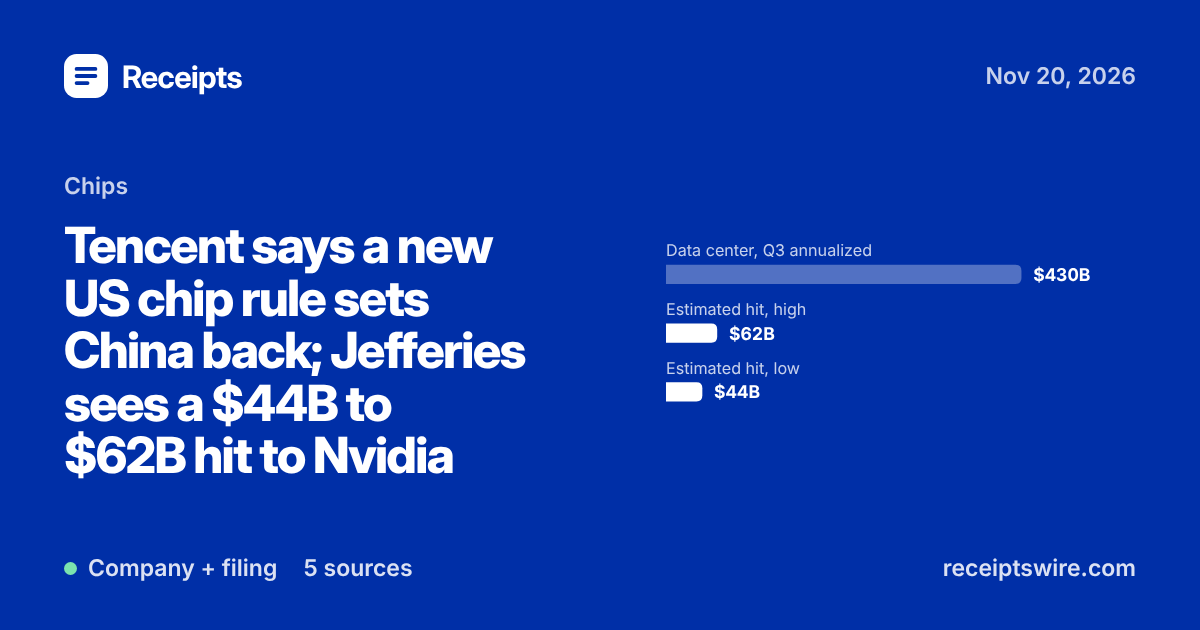 Receipts
Nov 20, 2026
Chips
Tencent says a new
US chip rule sets
China back; Jefferies
sees a $44B to
$62B hit to Nvidia
Data center, Q3 annualized
$430B
Estimated hit, high
$62B
Estimated hit, low
$44B
Company + filing
5 sources
receiptswire.com